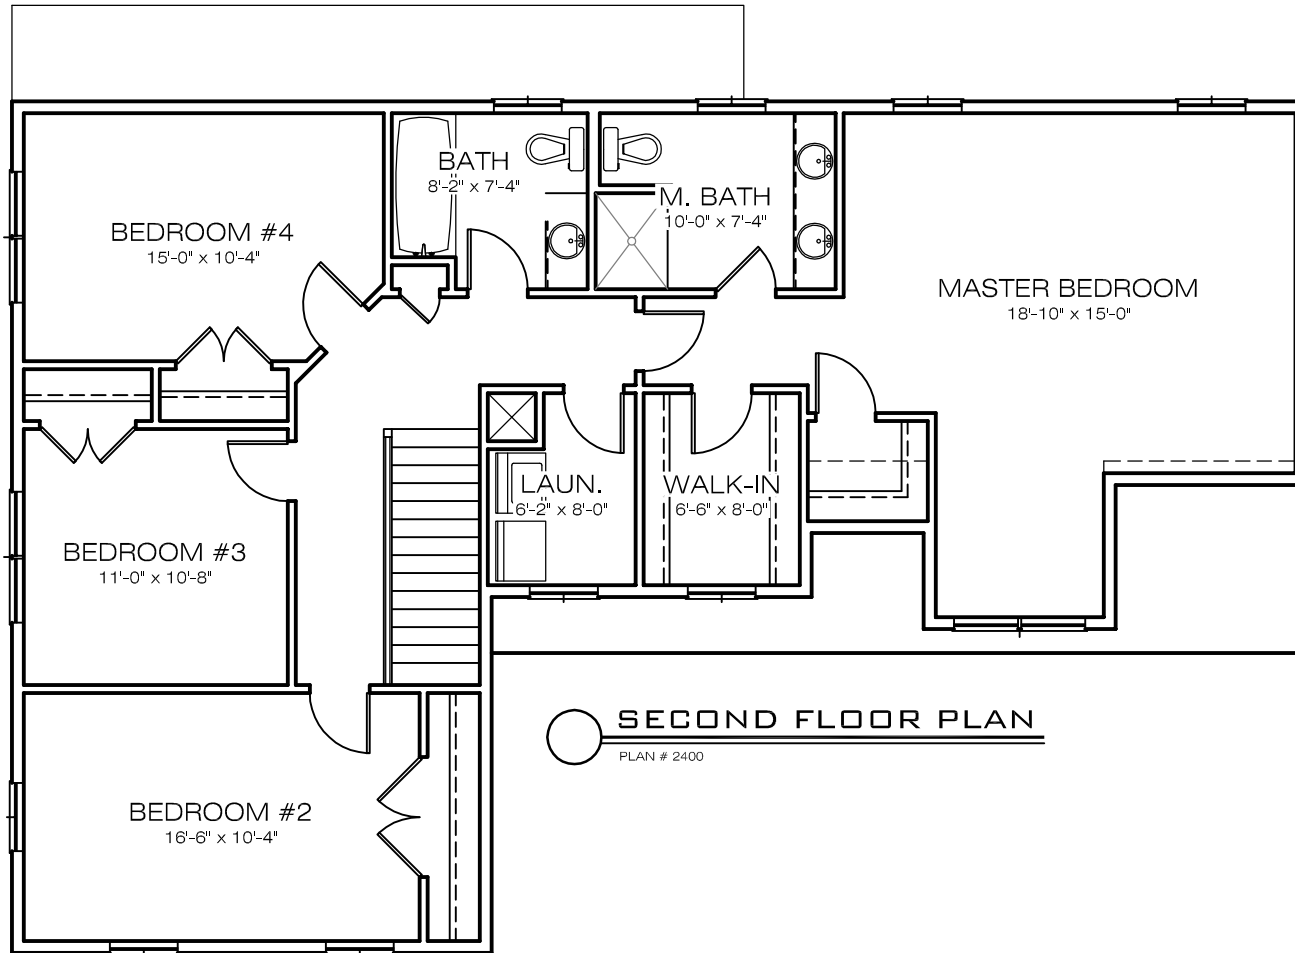 BATH
8'-2" x 7'-4"
M. BATH
10'-0" x 7'-4"
BEDROOM #4
15'-0" x 10'-4"
MASTER BEDROOM
18'-10" x 15'-0"
LAUN.
6'-2" x 8'-0"
WALK-IN
6'-6" x 8'-0"
BEDROOM #3
11'-0" x 10'-8"
SECOND FLOOR PLAN
PLAN # 2400
BEDROOM #2
16'-6" x 10'-4"